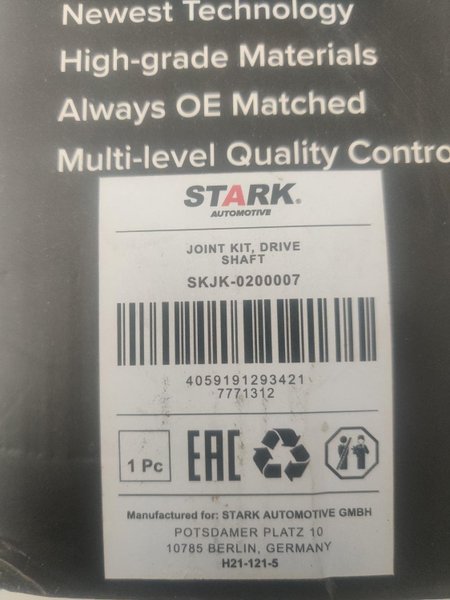 Newest Technology
High-grade Materials
Always OE Matched
Multi-level Quality Contro
STARK®
AUTOMOTIVE
JOINT KIT, DRIVE
SHAFT
SKJK-0200007
4059191293421
7771312
1 Pc
EAC
Manufactured for: STARK AUTOMOTIVE GMBH
POTSDAMER PLATZ 10
10785 BERLIN, GERMANY
H21-121-5